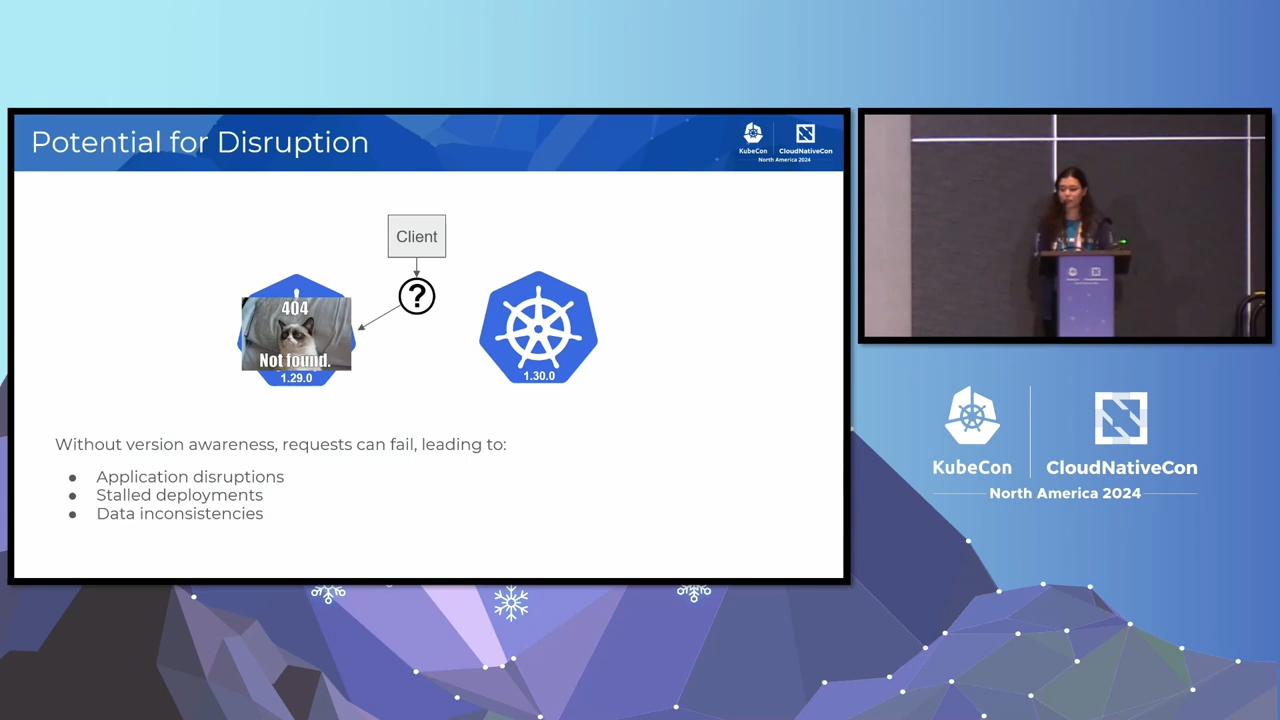 Potential for Disruption
KubeCon
CloudNativeCon
North America 2024
Client
?
404
Not found.
1.29.0
1.30.0
Without version awareness, requests can fail, leading to:
● Application disruptions
● Stalled deployments
● Data inconsistencies
KubeCon
CloudNativeCon
North America 2024